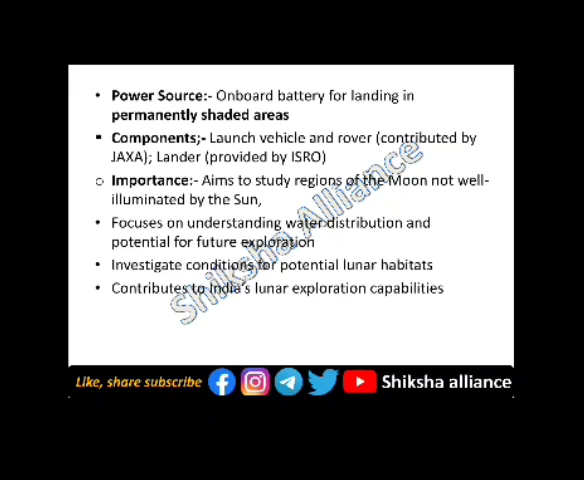 • Power Source:- Onboard battery for landing in
permanently shaded areas
▪ Components;- Launch vehicle and rover (contributed by
JAXA); Lander (provided by ISRO)
o Importance:- Aims to study regions of the Moon not well-
illuminated by the Sun,
• Focuses on understanding water distribution and
potential for future exploration
• Investigate conditions for potential lunar habitats
• Contributes to India's lunar exploration capabilities
Shiksha Alliance
Like, share subscribe Shiksha alliance